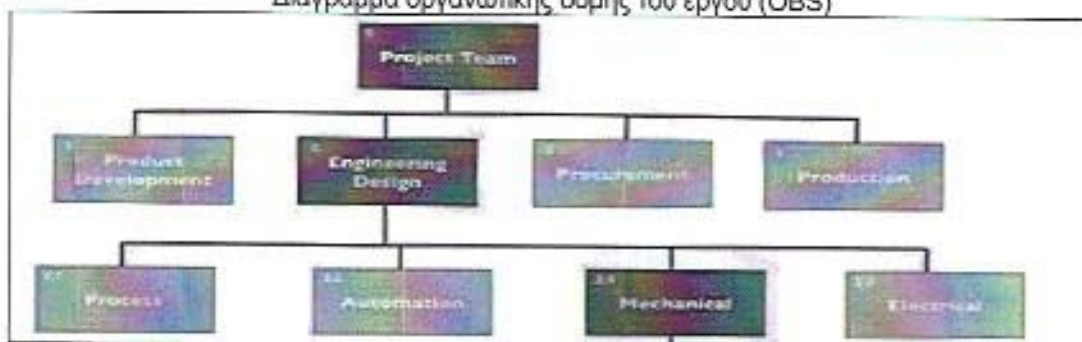 Διάγραμμα οργανωτικής δομής του έργου (OBS)
Project Team
Product
Development
Engineering
Design
Procurement
Production
Process
Automation
Mechanical
Electrical